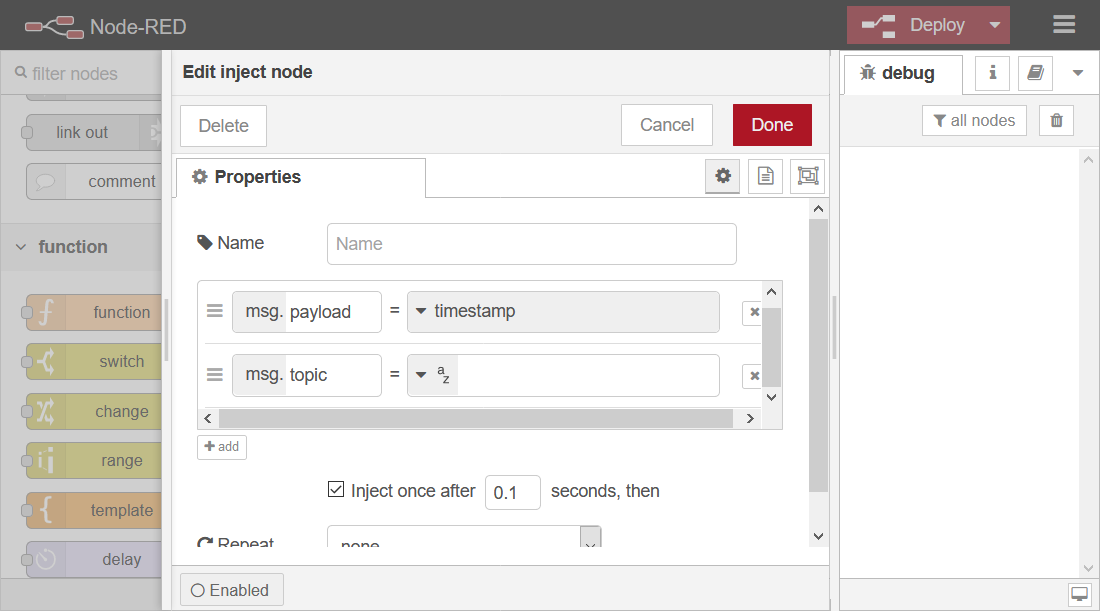 Node-RED
Deploy
filter nodes
link out
comment
function
function
switch
change
range
template
delay
Edit inject node
Delete
Cancel
Done
Properties
Name
Name
msg. payload = timestamp
msg. topic = az
add
Inject once after 0.1 seconds, then
Repeat none
Enabled
debug
i
all nodes